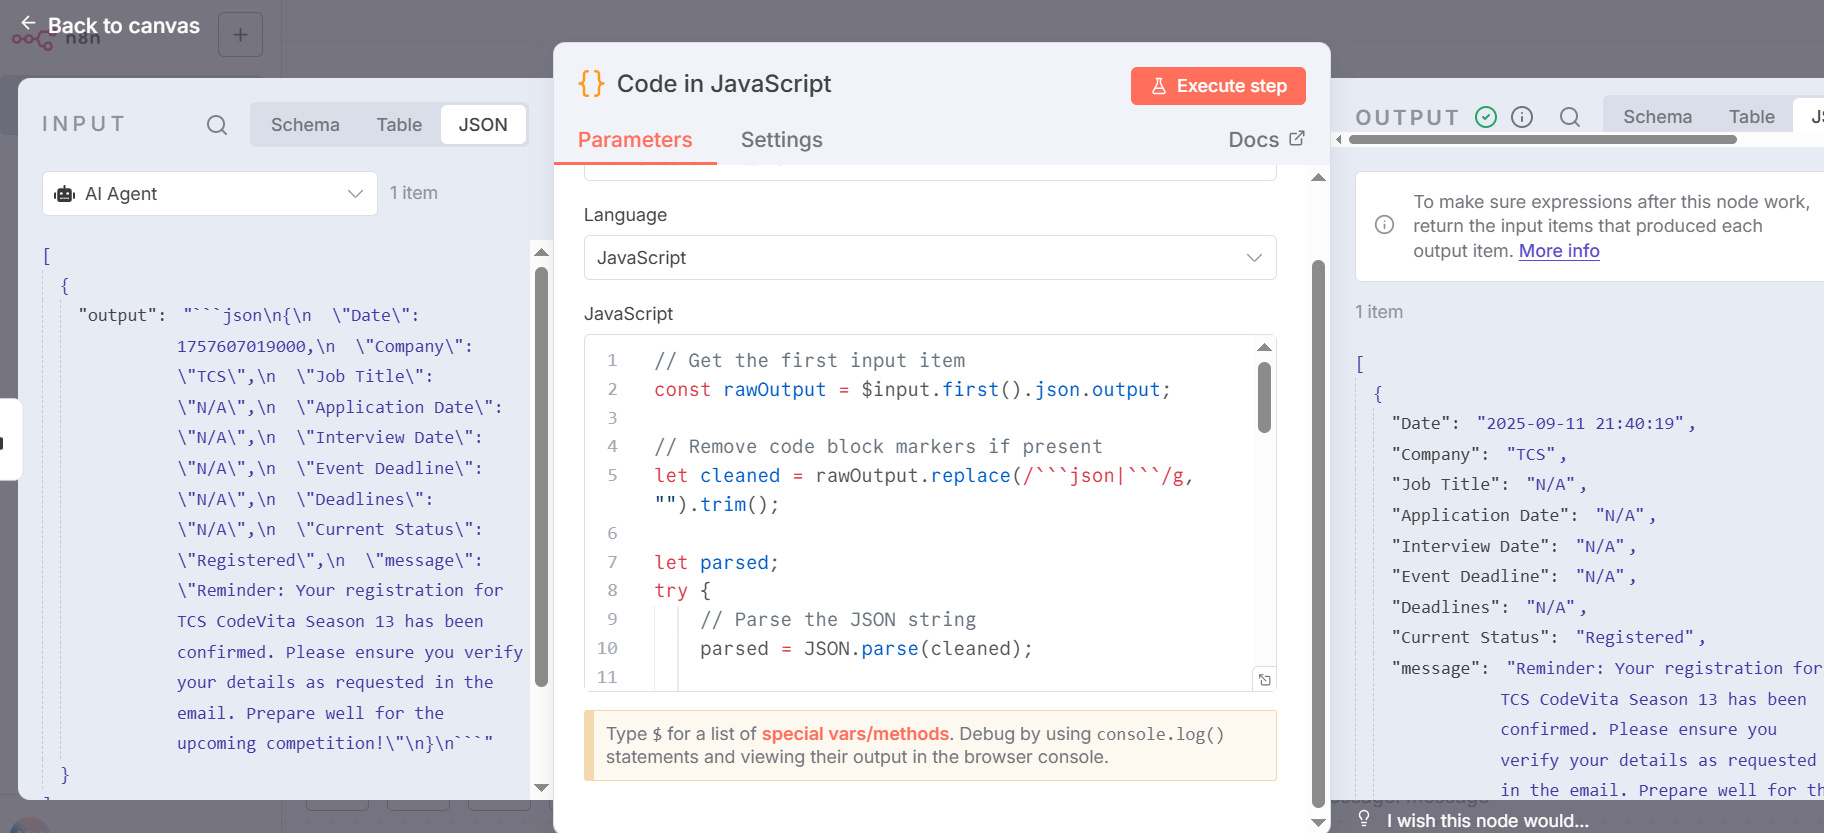 Back to canvas
n8n
INPUT
Schema
Table
JSON
AI Agent
1 item
[
{
"output": "```json\n{\n  \"Date\":
1757607019000,\n  \"Company\":
\"TCS\",\n  \"Job Title\":
\"N/A\",\n  \"Application Date\":
\"N/A\",\n  \"Interview Date\":
\"N/A\",\n  \"Event Deadline\":
\"N/A\",\n  \"Deadlines\":
\"N/A\",\n  \"Current Status\":
\"Registered\",\n  \"message\":
\"Reminder: Your registration for
TCS CodeVita Season 13 has been
confirmed. Please ensure you verify
your details as requested in the
email. Prepare well for the
upcoming competition!\"\n}\n```"
}
Code in JavaScript
Execute step
Parameters
Settings
Docs
Language
JavaScript
JavaScript
1 // Get the first input item
2 const rawOutput = $input.first().json.output;
3
4 // Remove code block markers if present
5 let cleaned = rawOutput.replace(/```json|```/g,
"").trim();
6
7 let parsed;
8 try {
9 // Parse the JSON string
10 parsed = JSON.parse(cleaned);
11
Type $ for a list of special vars/methods. Debug by using console.log()
statements and viewing their output in the browser console.
OUTPUT
Schema
Table
To make sure expressions after this node work,
return the input items that produced each
output item. More info
1 item
[
{
"Date": "2025-09-11 21:40:19",
"Company": "TCS",
"Job Title": "N/A",
"Application Date": "N/A",
"Interview Date": "N/A",
"Event Deadline": "N/A",
"Deadlines": "N/A",
"Current Status": "Registered",
"message": "Reminder: Your registration for
TCS CodeVita Season 13 has been
confirmed. Please ensure you
verify your details as requested
in the email. Prepare well for th
I wish this node would...